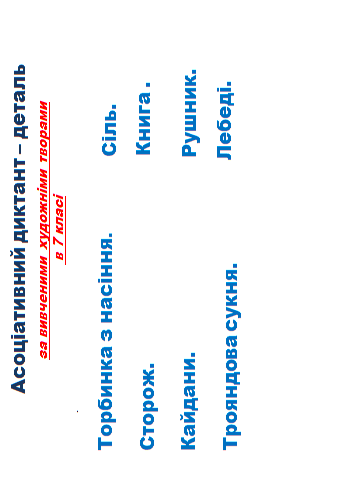 Асоціативний диктант – деталь
за вивченими художніми творами
в 7 класі
Торбинка з насіння. Сіль.
Сторож. Книга .
Кайдани. Рушник.
Трояндова сукня. Лебеді.